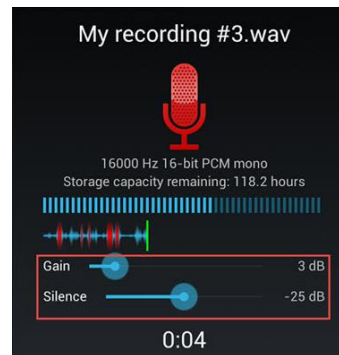 My recording #3.wav
16000 Hz 16-bit PCM mono
Storage capacity remaining: 118.2 hours
Gain 3 dB
Silence -25 dB
0:04